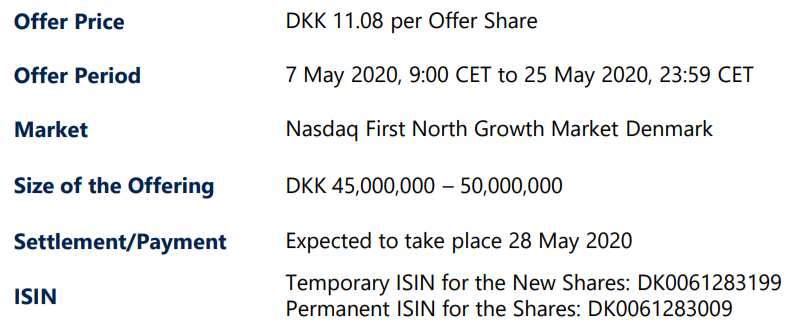 Offer Price DKK 11.08 per Offer Share
Offer Period 7 May 2020, 9:00 CET to 25 May 2020, 23:59 CET
Market Nasdaq First North Growth Market Denmark
Size of the Offering DKK 45,000,000 – 50,000,000
Settlement/Payment Expected to take place 28 May 2020
ISIN Temporary ISIN for the New Shares: DK0061283199
Permanent ISIN for the Shares: DK0061283009